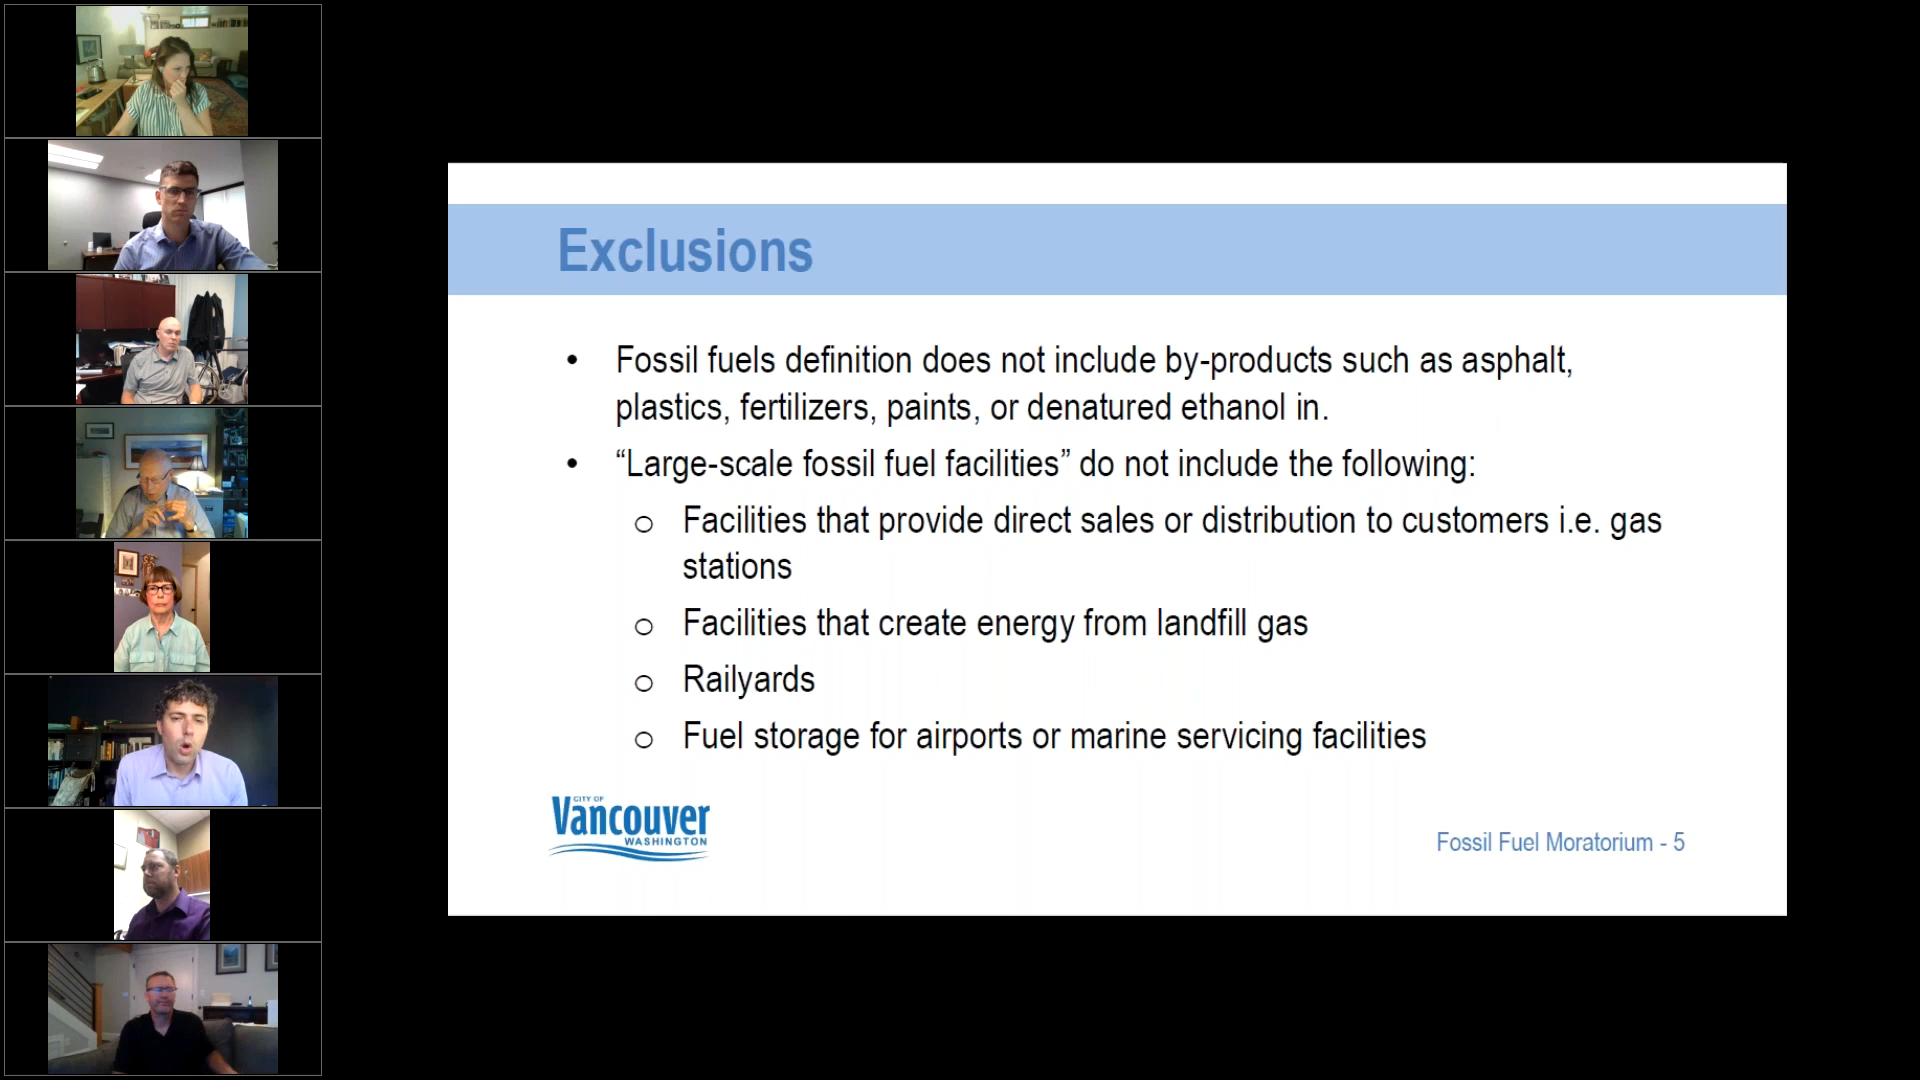 Exclusions
• Fossil fuels definition does not include by-products such as asphalt,
plastics, fertilizers, paints, or denatured ethanol in.
• “Large-scale fossil fuel facilities” do not include the following:
o Facilities that provide direct sales or distribution to customers i.e. gas
stations
o Facilities that create energy from landfill gas
o Railyards
o Fuel storage for airports or marine servicing facilities
CITY OF
Vancouver
WASHINGTON
Fossil Fuel Moratorium - 5